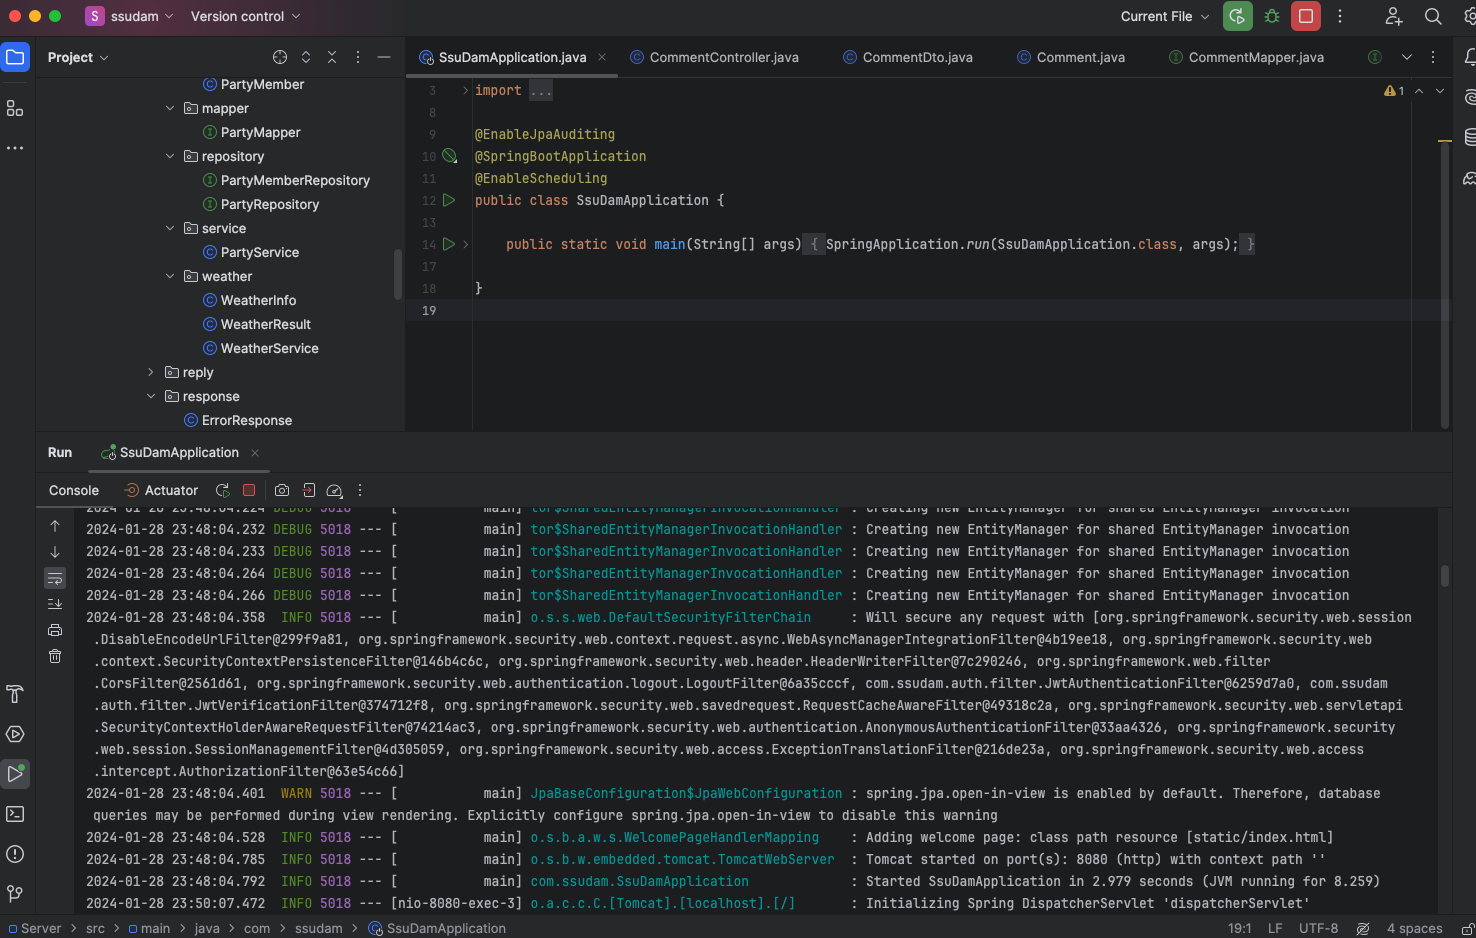 S ssudam Version control Current File
Project
SsuDamApplication.java CommentController.java CommentDto.java Comment.java CommentMapper.java
PartyMember
mapper
PartyMapper
repository
PartyMemberRepository
PartyRepository
service
PartyService
weather
WeatherInfo
WeatherResult
WeatherService
reply
response
ErrorResponse
3 import ...
1
8
9 @EnableJpaAuditing
10 @SpringBootApplication
11 @EnableScheduling
12 public class SsuDamApplication {
13
14 public static void main(String[] args) { SpringApplication.run(SsuDamApplication.class, args); }
17
18 }
19
Run SsuDamApplication
Console Actuator
2024-01-28 23:48:04.224 DEBUG 5018 --- [ main] tor$SharedEntityManagerInvocationHandler : Creating new EntityManager for shared EntityManager invocation
2024-01-28 23:48:04.232 DEBUG 5018 --- [ main] tor$SharedEntityManagerInvocationHandler : Creating new EntityManager for shared EntityManager invocation
2024-01-28 23:48:04.233 DEBUG 5018 --- [ main] tor$SharedEntityManagerInvocationHandler : Creating new EntityManager for shared EntityManager invocation
2024-01-28 23:48:04.264 DEBUG 5018 --- [ main] tor$SharedEntityManagerInvocationHandler : Creating new EntityManager for shared EntityManager invocation
2024-01-28 23:48:04.266 DEBUG 5018 --- [ main] tor$SharedEntityManagerInvocationHandler : Creating new EntityManager for shared EntityManager invocation
2024-01-28 23:48:04.358 INFO 5018 --- [ main] o.s.s.web.DefaultSecurityFilterChain : Will secure any request with [org.springframework.security.web.session
.DisableEncodeUrlFilter@299f9a81, org.springframework.security.web.context.request.async.WebAsyncManagerIntegrationFilter@4b19ee18, org.springframework.security.web
.context.SecurityContextPersistenceFilter@146b4c6c, org.springframework.security.web.header.HeaderWriterFilter@7c290246, org.springframework.web.filter
.CorsFilter@2561d61, org.springframework.security.web.authentication.logout.LogoutFilter@6a35cccf, com.ssudam.auth.filter.JwtAuthenticationFilter@6259d7a0, com.ssudam
.auth.filter.JwtVerificationFilter@374712f8, org.springframework.security.web.savedrequest.RequestCacheAwareFilter@49318c2a, org.springframework.security.web.servletapi
.SecurityContextHolderAwareRequestFilter@74214ac3, org.springframework.security.web.authentication.AnonymousAuthenticationFilter@33aa4326, org.springframework.security
.web.session.SessionManagementFilter@4d305059, org.springframework.security.web.access.ExceptionTranslationFilter@216de23a, org.springframework.security.web.access
.intercept.AuthorizationFilter@63e54c66]
2024-01-28 23:48:04.401 WARN 5018 --- [ main] JpaBaseConfiguration$JpaWebConfiguration : spring.jpa.open-in-view is enabled by default. Therefore, database
queries may be performed during view rendering. Explicitly configure spring.jpa.open-in-view to disable this warning
2024-01-28 23:48:04.528 INFO 5018 --- [ main] o.s.b.a.w.s.WelcomePageHandlerMapping : Adding welcome page: class path resource [static/index.html]
2024-01-28 23:48:04.785 INFO 5018 --- [ main] o.s.b.w.embedded.tomcat.TomcatWebServer : Tomcat started on port(s): 8080 (http) with context path ''
2024-01-28 23:48:04.792 INFO 5018 --- [ main] com.ssudam.SsuDamApplication : Started SsuDamApplication in 2.979 seconds (JVM running for 8.259)
2024-01-28 23:50:07.472 INFO 5018 --- [nio-8080-exec-3] o.a.c.c.C.[Tomcat].[localhost].[/] : Initializing Spring DispatcherServlet 'dispatcherServlet'
Server > src > main > java > com > ssudam > SsuDamApplication 19:1 LF UTF-8 4 spaces